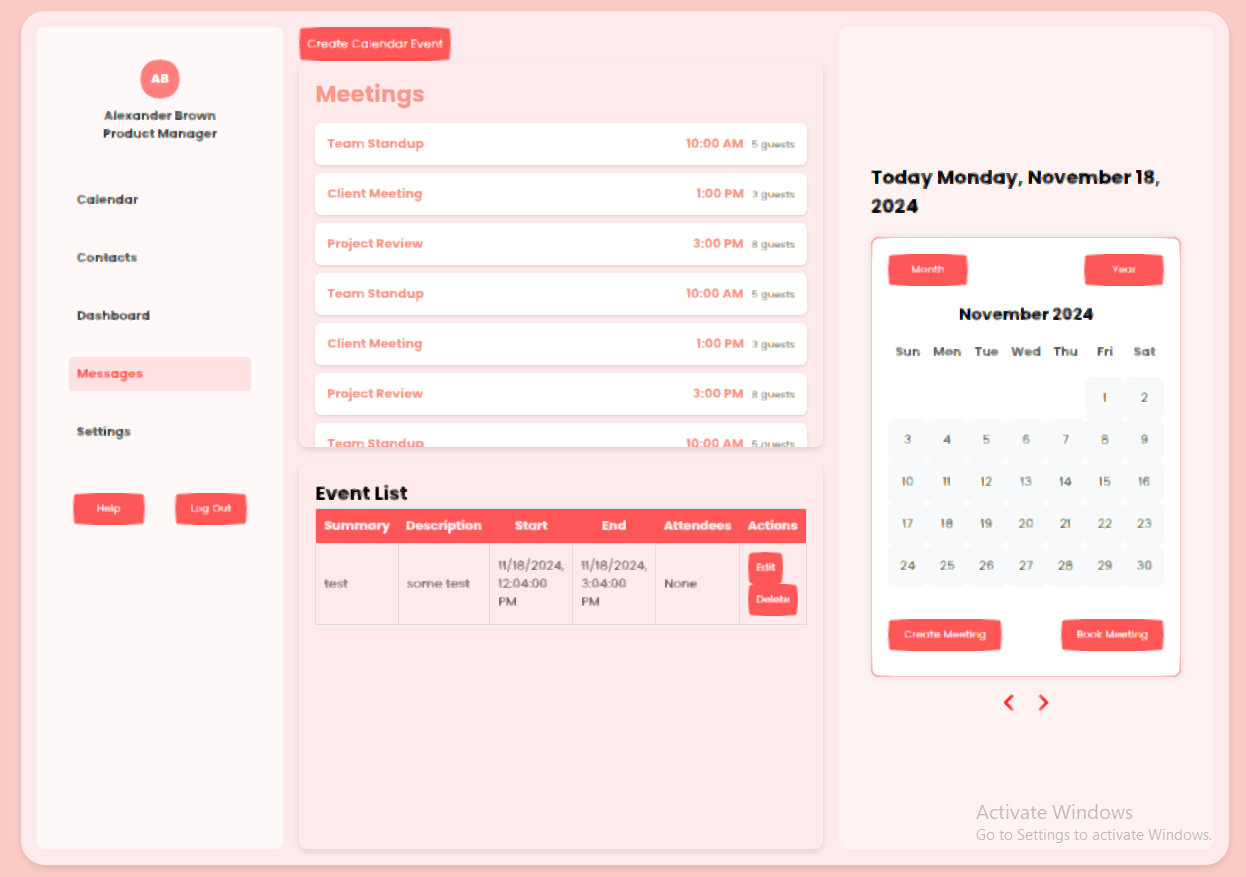 AB
Alexander Brown
Product Manager
Calendar
Contacts
Dashboard
Messages
Settings
Help Log Out
Create Calendar Event
Meetings
Team Standup 10:00 AM 5 guests
Client Meeting 1:00 PM 3 guests
Project Review 3:00 PM 8 guests
Team Standup 10:00 AM 5 guests
Client Meeting 1:00 PM 3 guests
Project Review 3:00 PM 8 guests
Team Standup 10:00 AM 5 guests
Event List
Summary Description Start End Attendees Actions
test some test 11/18/2024, 12:04:00 PM 11/18/2024, 3:04:00 PM None Edit Delete
Today Monday, November 18,
2024
Month Year
November 2024
Sun Mon Tue Wed Thu Fri Sat
1 2
3 4 5 6 7 8 9
10 11 12 13 14 15 16
17 18 19 20 21 22 23
24 25 26 27 28 29 30
Create Meeting Book Meeting
Activate Windows
Go to Settings to activate Windows.